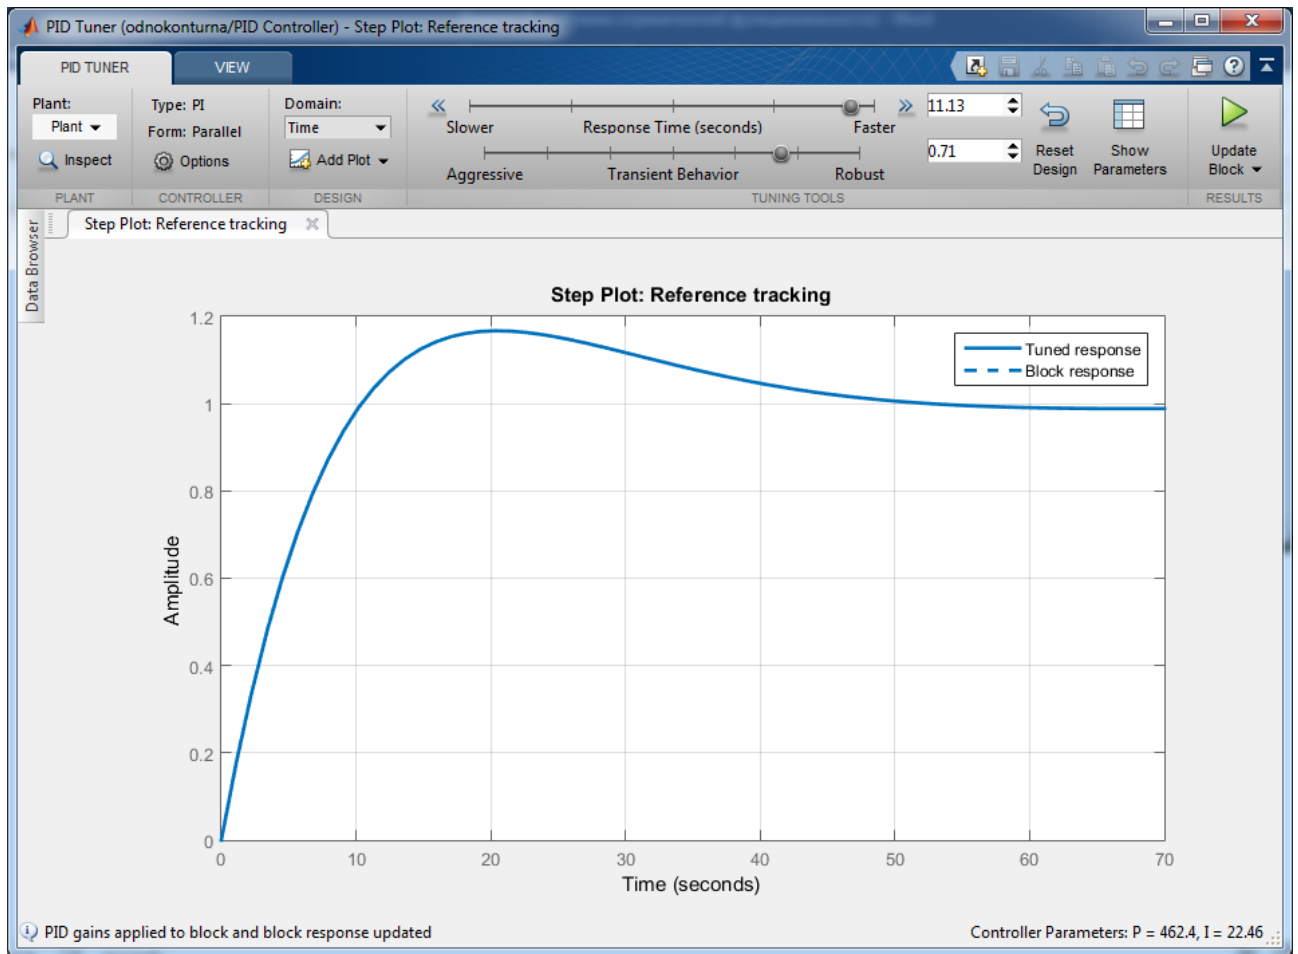 PID Tuner (odnokonturna/PID Controller) - Step Plot: Reference tracking
PID TUNER
VIEW
Plant:
Plant
Inspect
PLANT
Type: PI
Form: Parallel
Options
CONTROLLER
Domain:
Time
Add Plot
DESIGN
Slower
Response Time (seconds)
Faster
11.13
Aggressive
Transient Behavior
Robust
0.71
Reset
Design
Show
Parameters
TUNING TOOLS
Update
Block
RESULTS
Data Browser
Step Plot: Reference tracking
Step Plot: Reference tracking
Tuned response
Block response
Amplitude
1.2
1
0.8
0.6
0.4
0.2
0
0 10 20 30 40 50 60 70
Time (seconds)
PID gains applied to block and block response updated
Controller Parameters: P = 462.4, I = 22.46